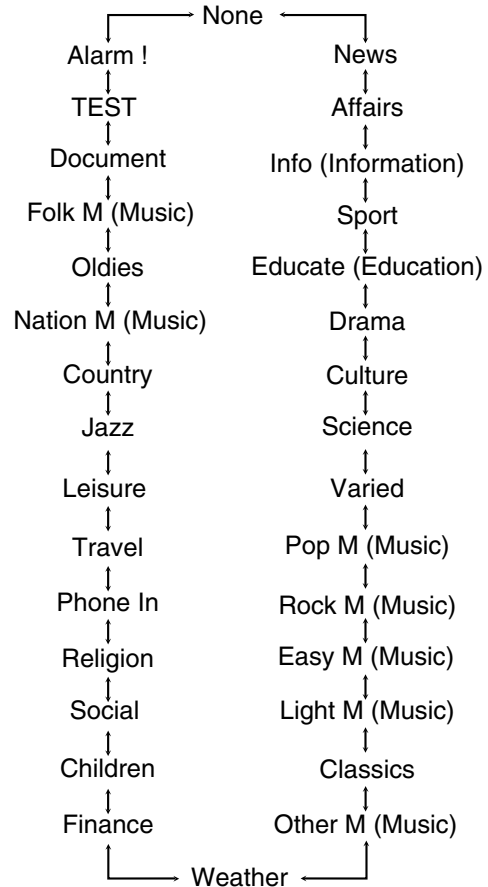 None
Alarm !
News
TEST
Affairs
Document
Info (Information)
Folk M (Music)
Sport
Oldies
Educate (Education)
Nation M (Music)
Drama
Country
Culture
Jazz
Science
Leisure
Varied
Travel
Pop M (Music)
Phone In
Rock M (Music)
Religion
Easy M (Music)
Social
Light M (Music)
Children
Classics
Finance
Other M (Music)
Weather